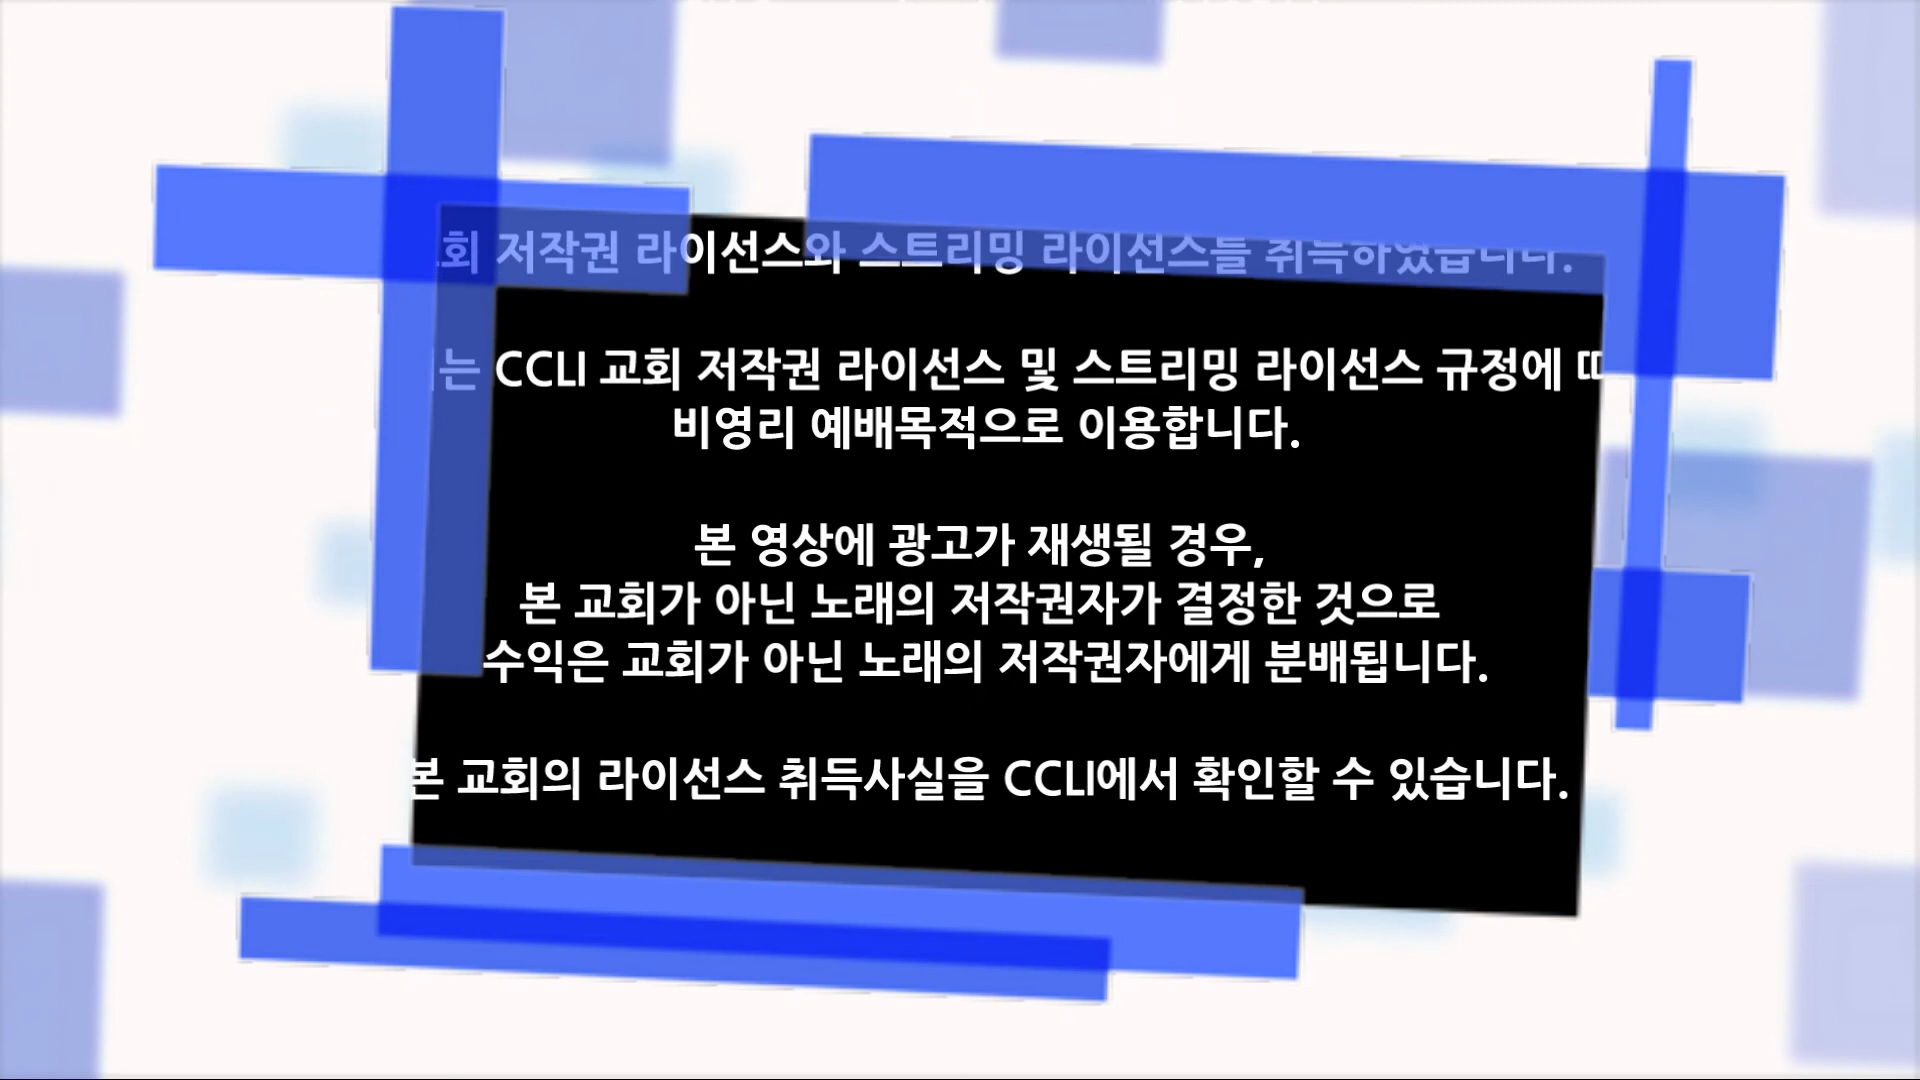 회 저작권 라이선스와 스트리밍 라이선스를 취득하였습니다.
는 CCLI 교회 저작권 라이선스 및 스트리밍 라이선스 규정에
비영리 예배목적으로 이용합니다.
본 영상에 광고가 재생될 경우,
본 교회가 아닌 노래의 저작권자가 결정한 것으로
수익은 교회가 아닌 노래의 저작권자에게 분배됩니다.
본 교회의 라이선스 취득사실을 CCLI에서 확인할 수 있습니다.